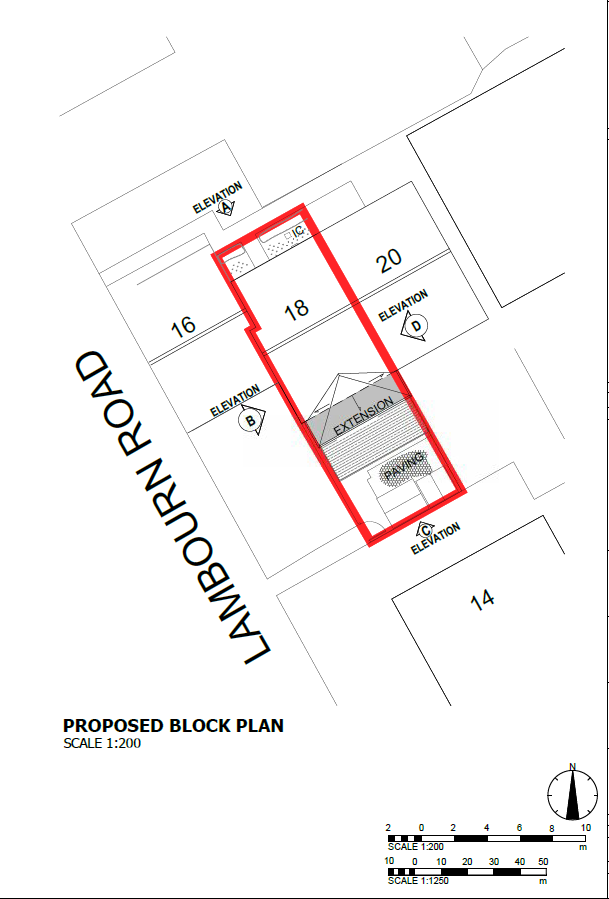 ELEVATION
A
IC
20
18
16
ELEVATION
D
ELEVATION
B
EXTENSION
PAVING
LAMBOURN ROAD
C
ELEVATION
14
PROPOSED BLOCK PLAN
SCALE 1:200
N
2 0 2 4 6 8 10
SCALE 1:200 m
10 0 10 20 30 40 50
SCALE 1:1250 m